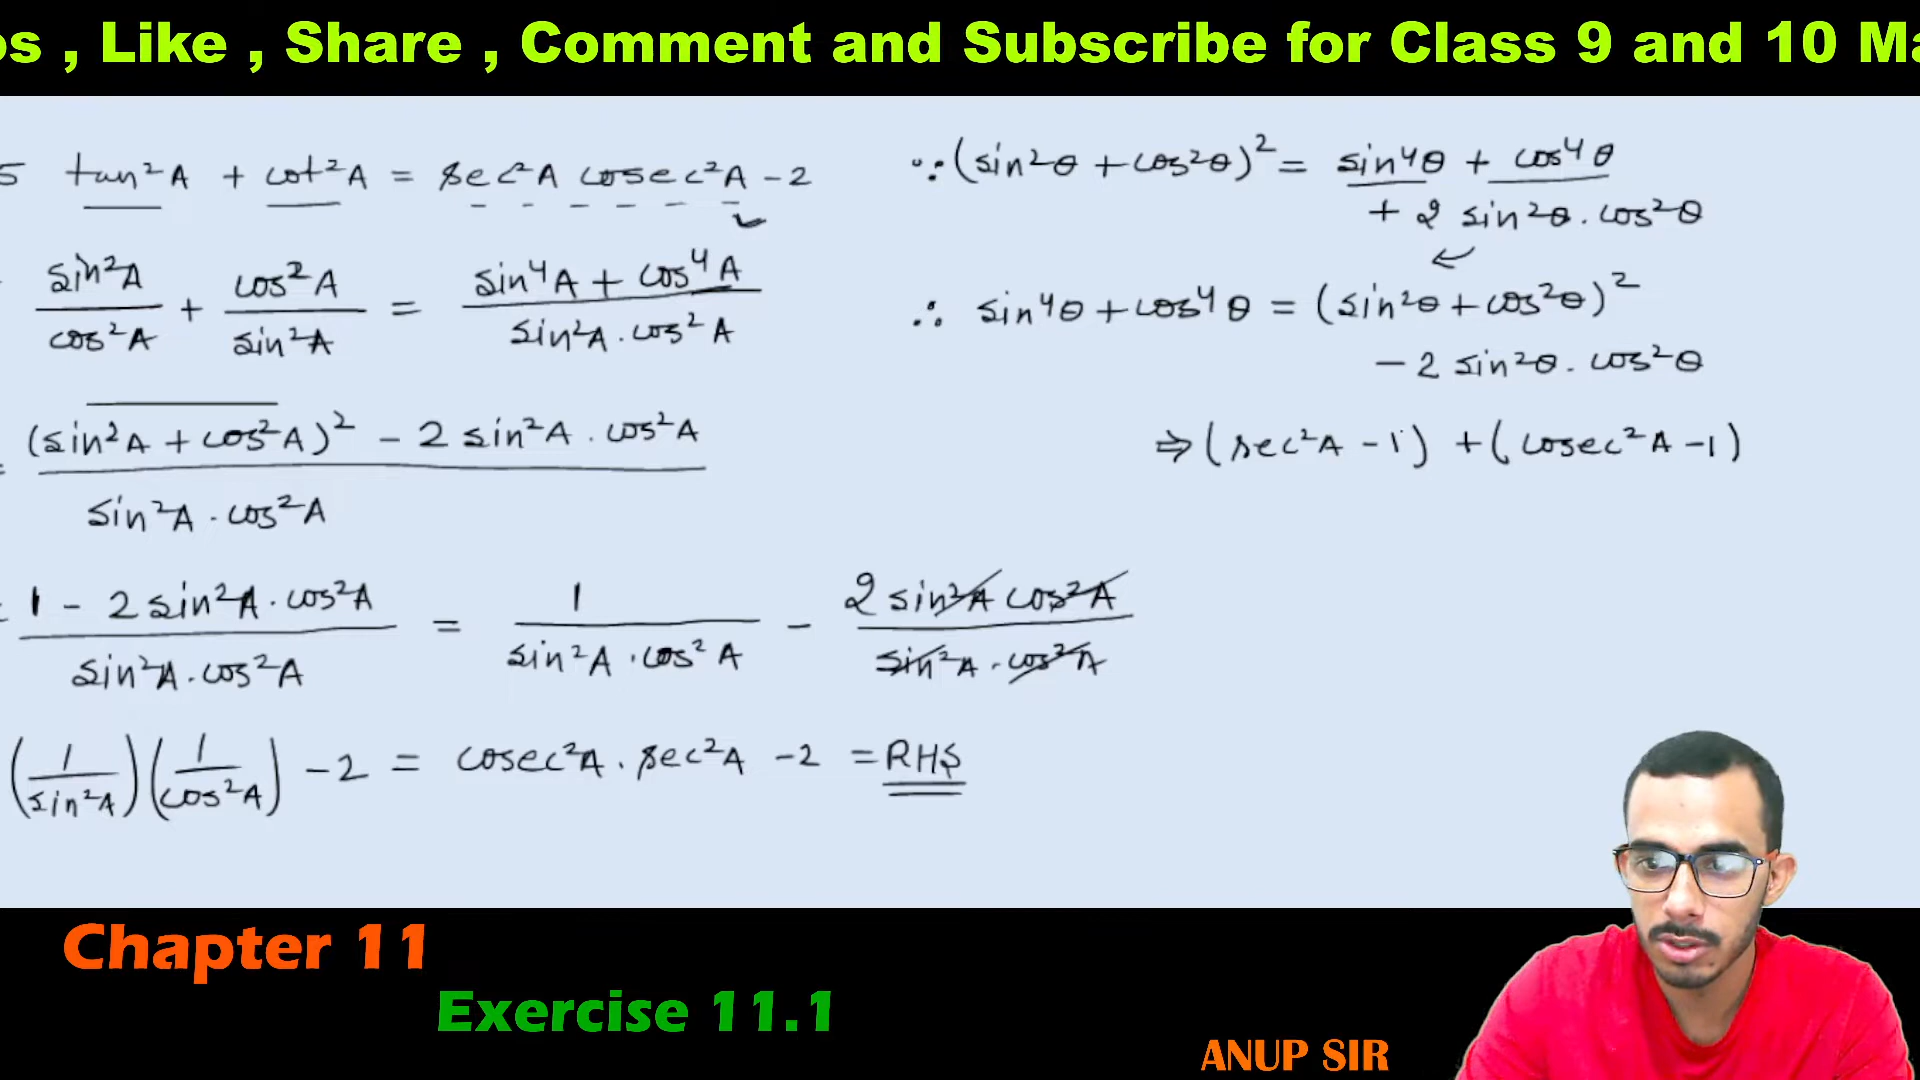 os , Like , Share , Comment and Subscribe for Class 9 and 10 Ma
5 tan²A + cot²A = sec²A cosec²A - 2
sin²A/cos²A + cos²A/sin²A = (sin⁴A + cos⁴A)/(sin²A . cos²A)
= ((sin²A + cos²A)² - 2 sin²A . cos²A)/(sin²A . cos²A)
= (1 - 2 sin²A . cos²A)/(sin²A . cos²A) = 1/(sin²A . cos²A) - (2 sin²A cos²A)/(sin²A . cos²A)
(1/sin²A)(1/cos²A) - 2 = cosec²A . sec²A - 2 = RHS
∵ (sin²θ + cos²θ)² = sin⁴θ + cos⁴θ
+ 2 sin²θ . cos²θ
∴ sin⁴θ + cos⁴θ = (sin²θ + cos²θ)²
- 2 sin²θ . cos²θ
⇒ (sec²A - 1) + (cosec²A - 1)
Chapter 11
Exercise 11.1
ANUP SIR